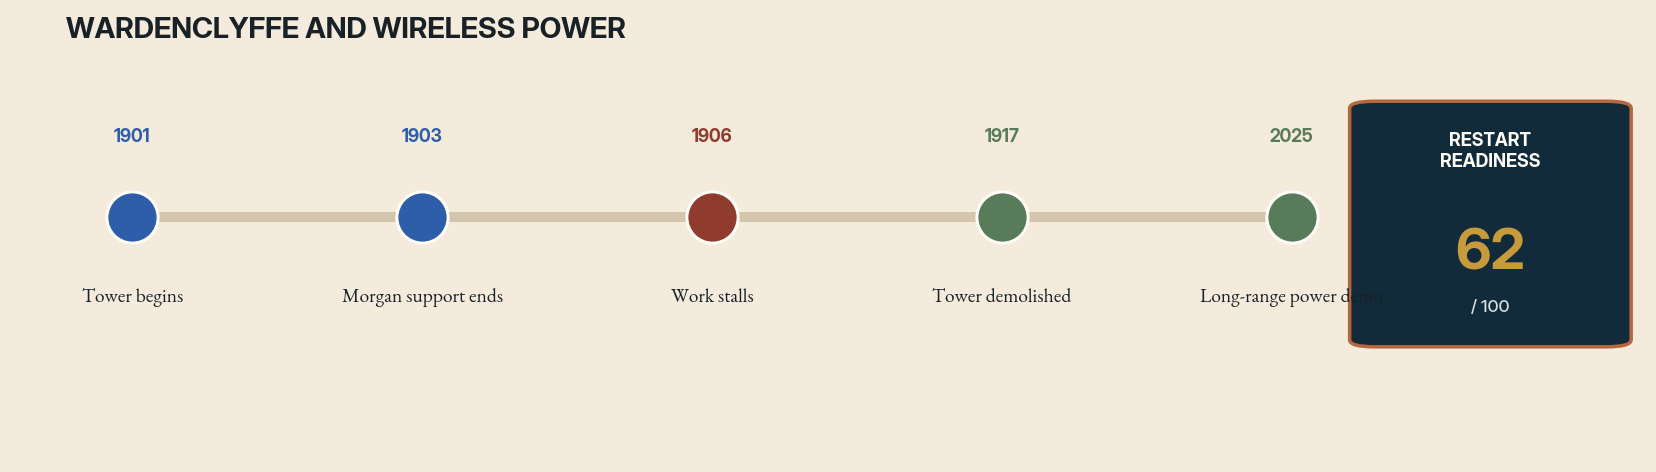 WARDENCLYFFE AND WIRELESS POWER
1901
1903
1906
1917
2025
Tower begins
Morgan support ends
Work stalls
Tower demolished
Long-range power demo
RESTART
READINESS
62
/ 100